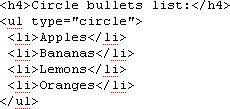 <h4>Circle bullets list:</h4>
<ul type="circle">
<li>Apples</li>
<li>Bananas</li>
<li>Lemons</li>
<li>Oranges</li>
</ul>